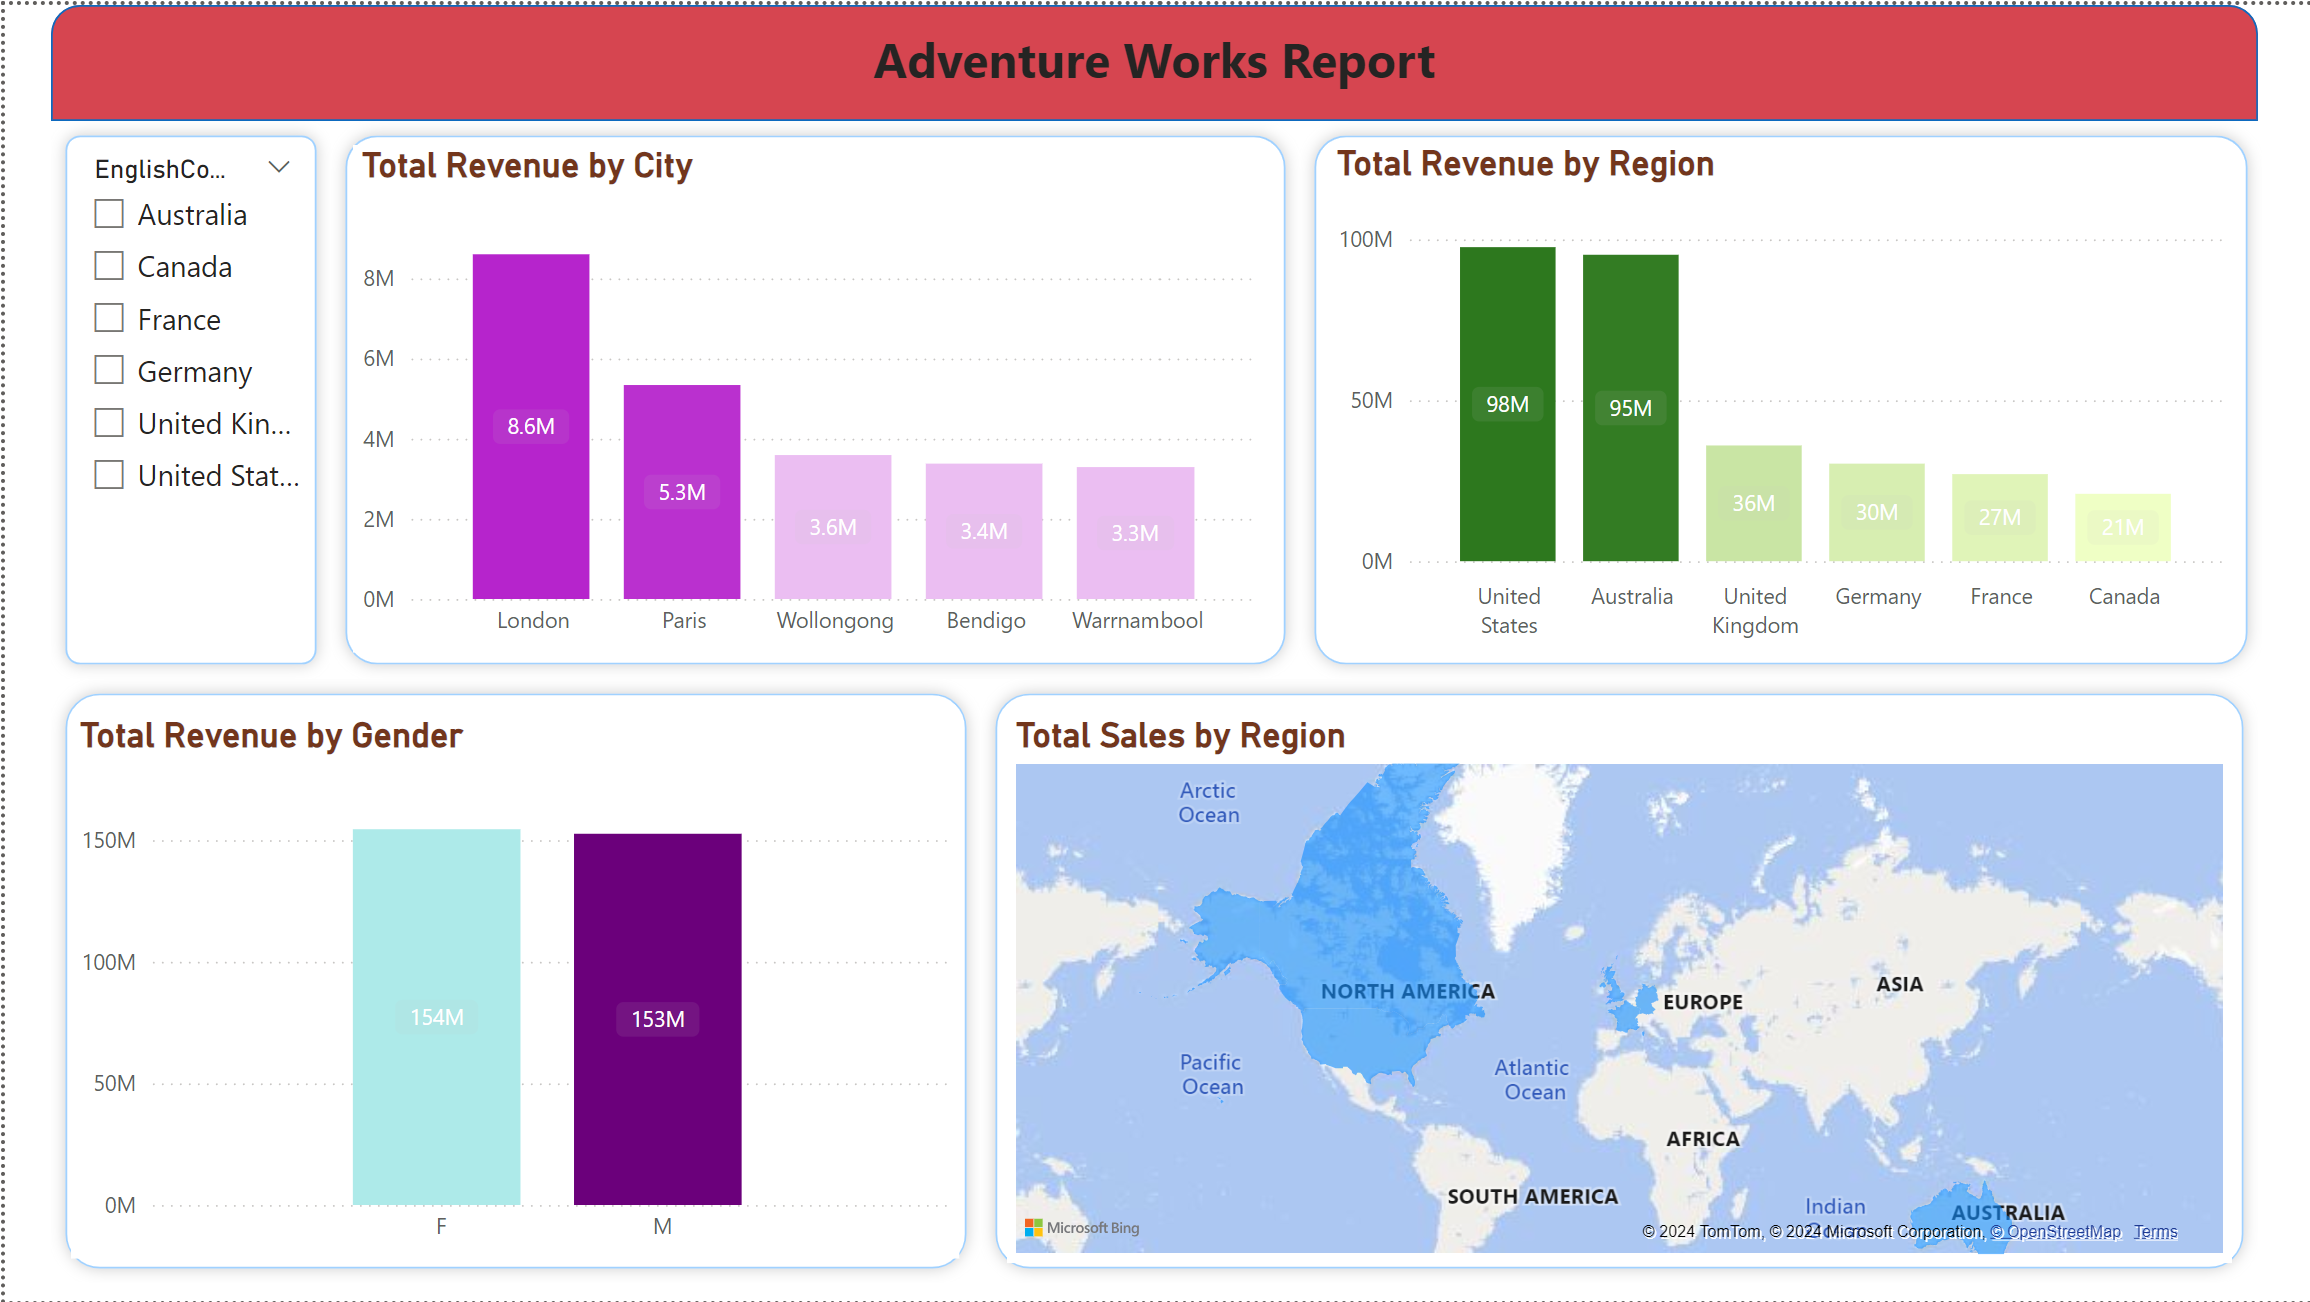 Adventure Works Report
EnglishCo...
Australia
Canada
France
Germany
United Kin...
United Stat...
Total Revenue by City
8M
6M
4M
2M
0M
8.6M
5.3M
3.6M
3.4M
3.3M
London
Paris
Wollongong
Bendigo
Warrnambool
Total Revenue by Region
100M
50M
0M
98M
95M
36M
30M
27M
21M
United
States
Australia
United
Kingdom
Germany
France
Canada
Total Revenue by Gender
150M
100M
50M
0M
154M
153M
F
M
Total Sales by Region
Arctic
Ocean
NORTH AMERICA
EUROPE
ASIA
Pacific
Ocean
Atlantic
Ocean
AFRICA
SOUTH AMERICA
Indian
AUSTRALIA
Microsoft Bing
© 2024 TomTom, © 2024 Microsoft Corporation, © OpenStreetMap Terms